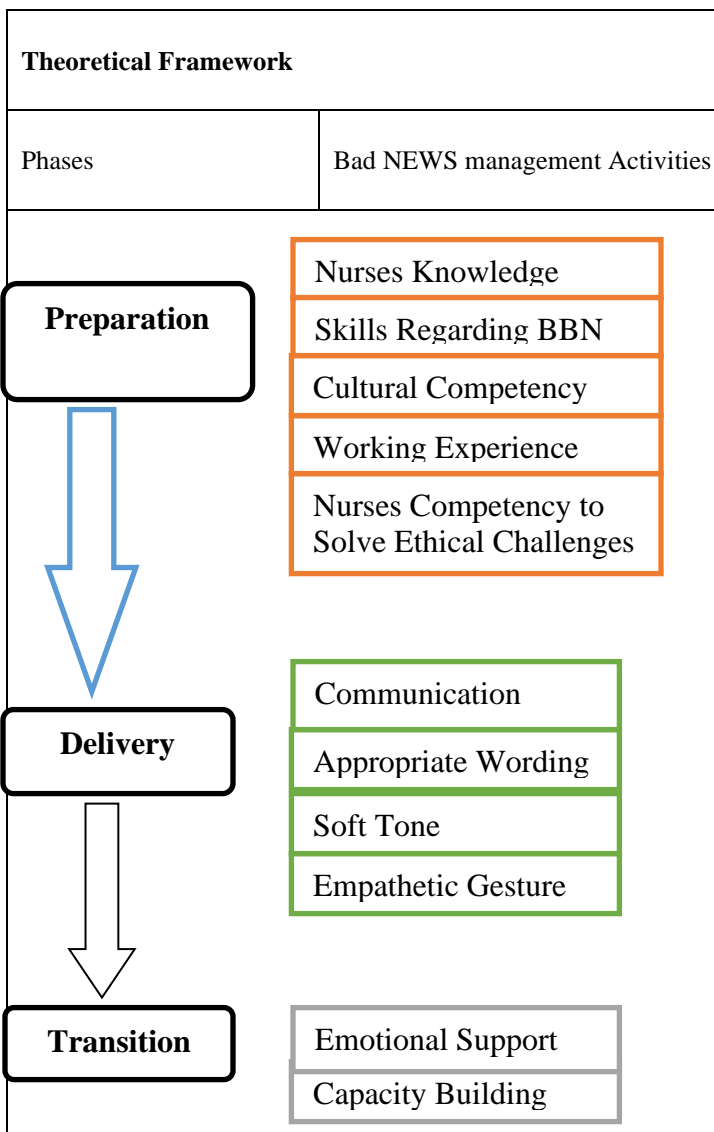 Theoretical Framework
Phases
Bad NEWS management Activities
Preparation
Nurses Knowledge
Skills Regarding BBN
Cultural Competency
Working Experience
Nurses Competency to
Solve Ethical Challenges
Delivery
Communication
Appropriate Wording
Soft Tone
Empathetic Gesture
Transition
Emotional Support
Capacity Building